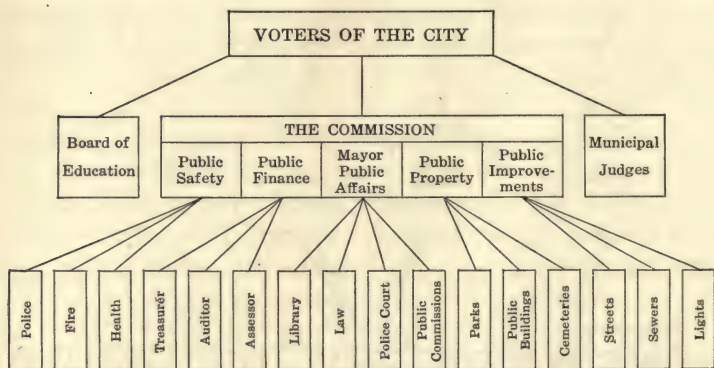 VOTERS OF THE CITY
Board of
Education
THE COMMISSION
Public
Safety
Public
Finance
Mayor
Public
Affairs
Public
Property
Public
Improve-
ments
Municipal
Judges
Police
Fire
Health
Treasurer
Auditor
Assessor
Library
Law
Police Court
Public
Commissions
Parks
Public
Buildings
Cemeteries
Streets
Sewers
Lights